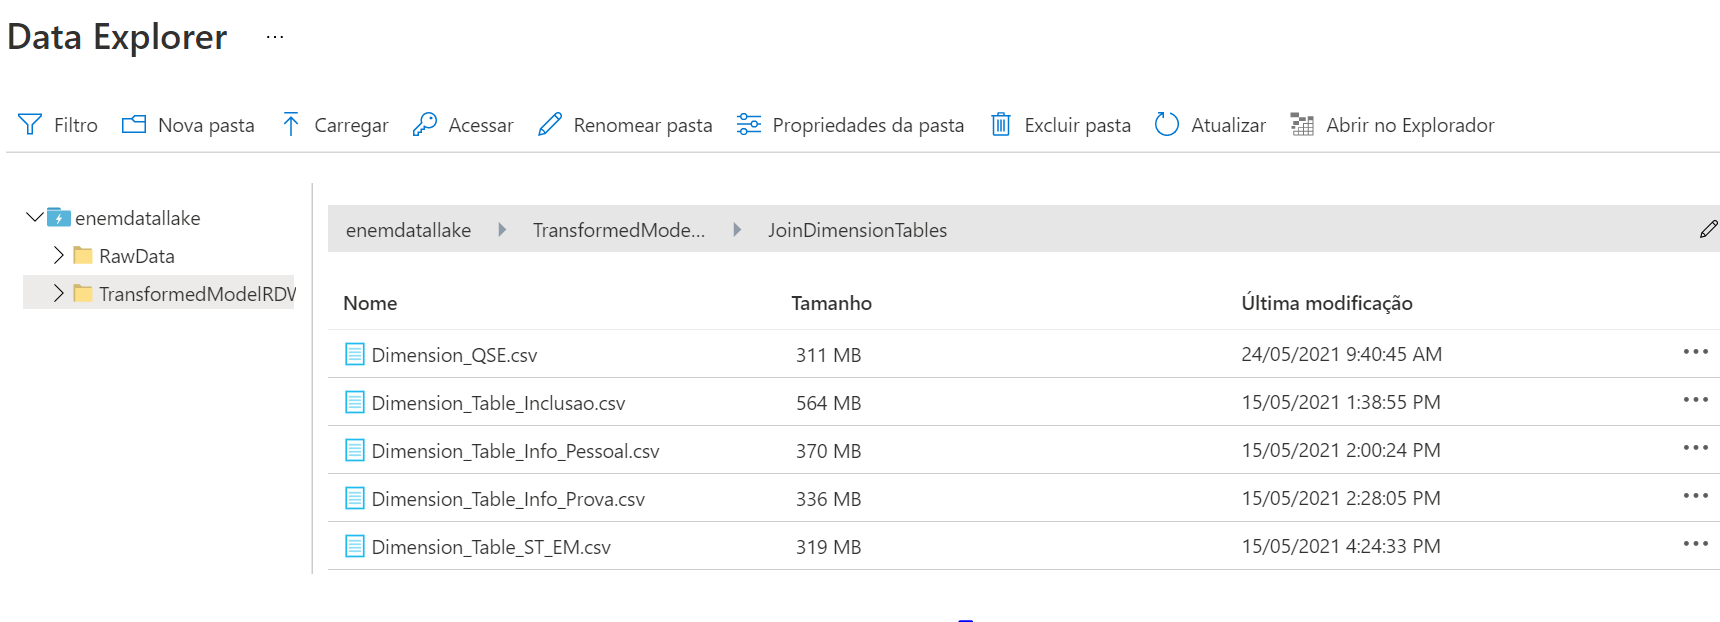 Data Explorer ...
Filtro Nova pasta Carregar Acessar Renomear pasta Propriedades da pasta Excluir pasta Atualizar Abrir no Explorador
enemdatallake
RawData
TransformedModelRDW
enemdatallake TransformedMode... JoinDimensionTables
Nome Tamanho Última modificação
Dimension_QSE.csv 311 MB 24/05/2021 9:40:45 AM
Dimension_Table_Inclusao.csv 564 MB 15/05/2021 1:38:55 PM
Dimension_Table_Info_Pessoal.csv 370 MB 15/05/2021 2:00:24 PM
Dimension_Table_Info_Prova.csv 336 MB 15/05/2021 2:28:05 PM
Dimension_Table_ST_EM.csv 319 MB 15/05/2021 4:24:33 PM